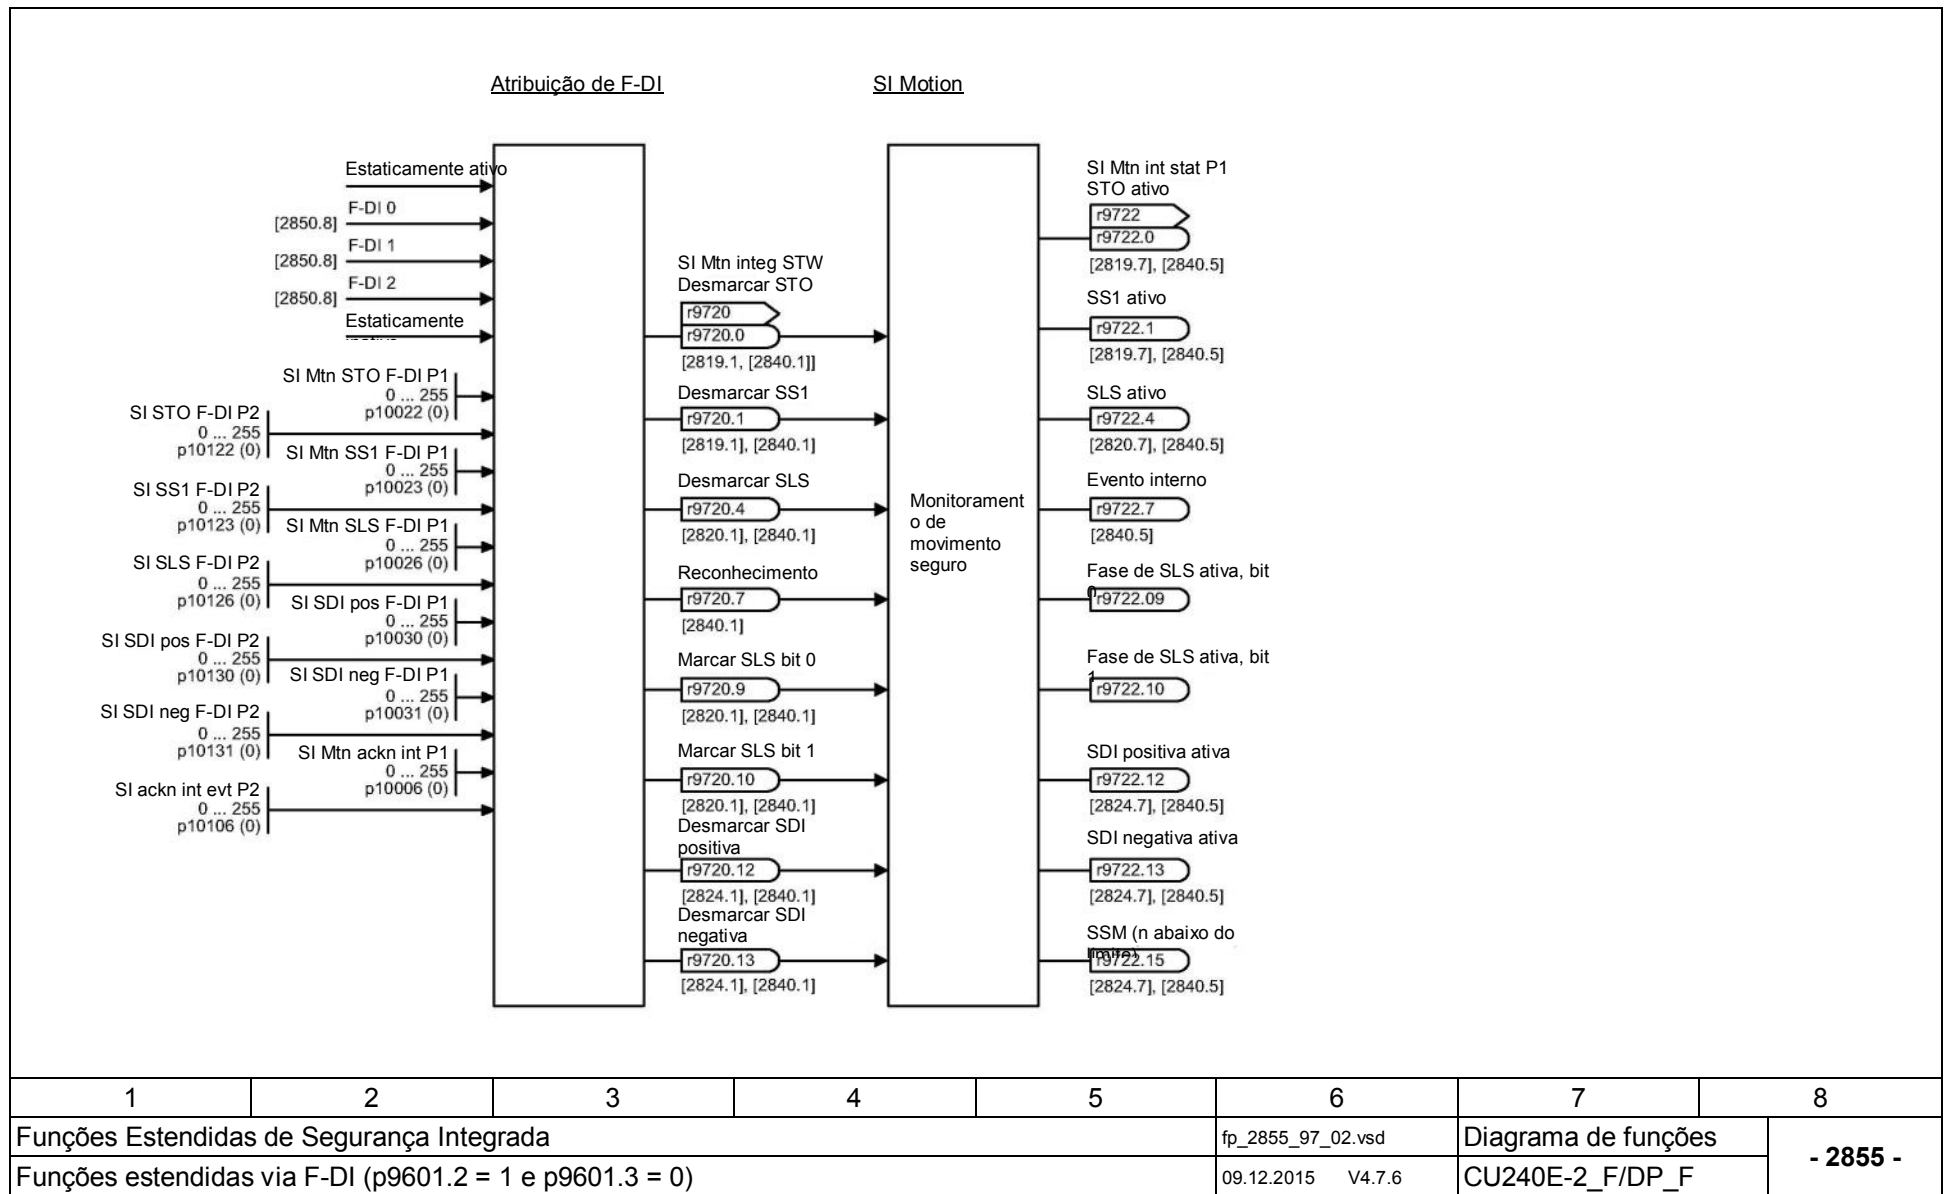 Atribuição de F-DI
SI Motion
Estaticamente ativo
F-DI 0
[2850.8]
F-DI 1
[2850.8]
F-DI 2
[2850.8]
Estaticamente
SI Mtn STO F-DI P1
0 ... 255
p10022 (0)
SI STO F-DI P2
0 ... 255
p10122 (0)
SI Mtn SS1 F-DI P1
0 ... 255
p10023 (0)
SI SS1 F-DI P2
0 ... 255
p10123 (0)
SI Mtn SLS F-DI P1
0 ... 255
p10026 (0)
SI SLS F-DI P2
0 ... 255
p10126 (0)
SI SDI pos F-DI P1
0 ... 255
p10030 (0)
SI SDI pos F-DI P2
0 ... 255
p10130 (0)
SI SDI neg F-DI P1
0 ... 255
p10031 (0)
SI SDI neg F-DI P2
0 ... 255
p10131 (0)
SI Mtn ackn int P1
0 ... 255
p10006 (0)
SI ackn int evt P2
0 ... 255
p10106 (0)
SI Mtn integ STW
Desmarcar STO
r9720
r9720.0
[2819.1, [2840.1]]
Desmarcar SS1
r9720.1
[2819.1], [2840.1]
Desmarcar SLS
r9720.4
[2820.1], [2840.1]
Reconhecimento
r9720.7
[2840.1]
Marcar SLS bit 0
r9720.9
[2820.1], [2840.1]
Marcar SLS bit 1
r9720.10
[2820.1], [2840.1]
Desmarcar SDI
positiva
r9720.12
[2824.1], [2840.1]
Desmarcar SDI
negativa
r9720.13
[2824.1], [2840.1]
Monitorament
o de
movimento
seguro
SI Mtn int stat P1
STO ativo
r9722
r9722.0
[2819.7], [2840.5]
SS1 ativo
r9722.1
[2819.7], [2840.5]
SLS ativo
r9722.4
[2820.7], [2840.5]
Evento interno
r9722.7
[2840.5]
Fase de SLS ativa, bit
r9722.09
Fase de SLS ativa, bit
1
r9722.10
SDI positiva ativa
r9722.12
[2824.7], [2840.5]
SDI negativa ativa
r9722.13
[2824.7], [2840.5]
SSM (n abaixo do
limite)
r9722.15
[2824.7], [2840.5]
1 2 3 4 5 6 7 8
Funções Estendidas de Segurança Integrada
fp_2855_97_02.vsd
Diagrama de funções
- 2855 -
Funções estendidas via F-DI (p9601.2 = 1 e p9601.3 = 0)
09.12.2015 V4.7.6
CU240E-2_F/DP_F